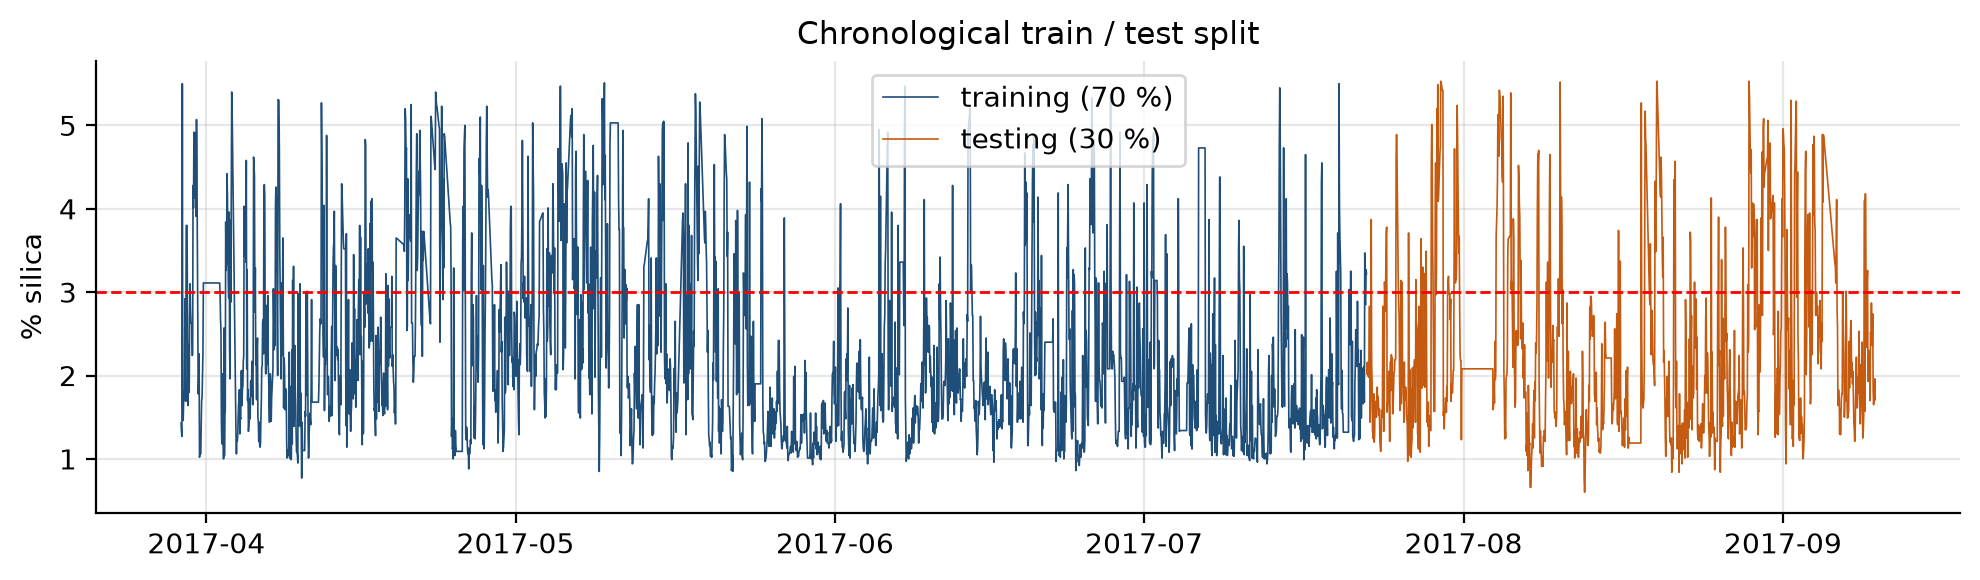 Chronological train / test split
training (70 %)
testing (30 %)
% silica
5
4
3
2
1
2017-04
2017-05
2017-06
2017-07
2017-08
2017-09